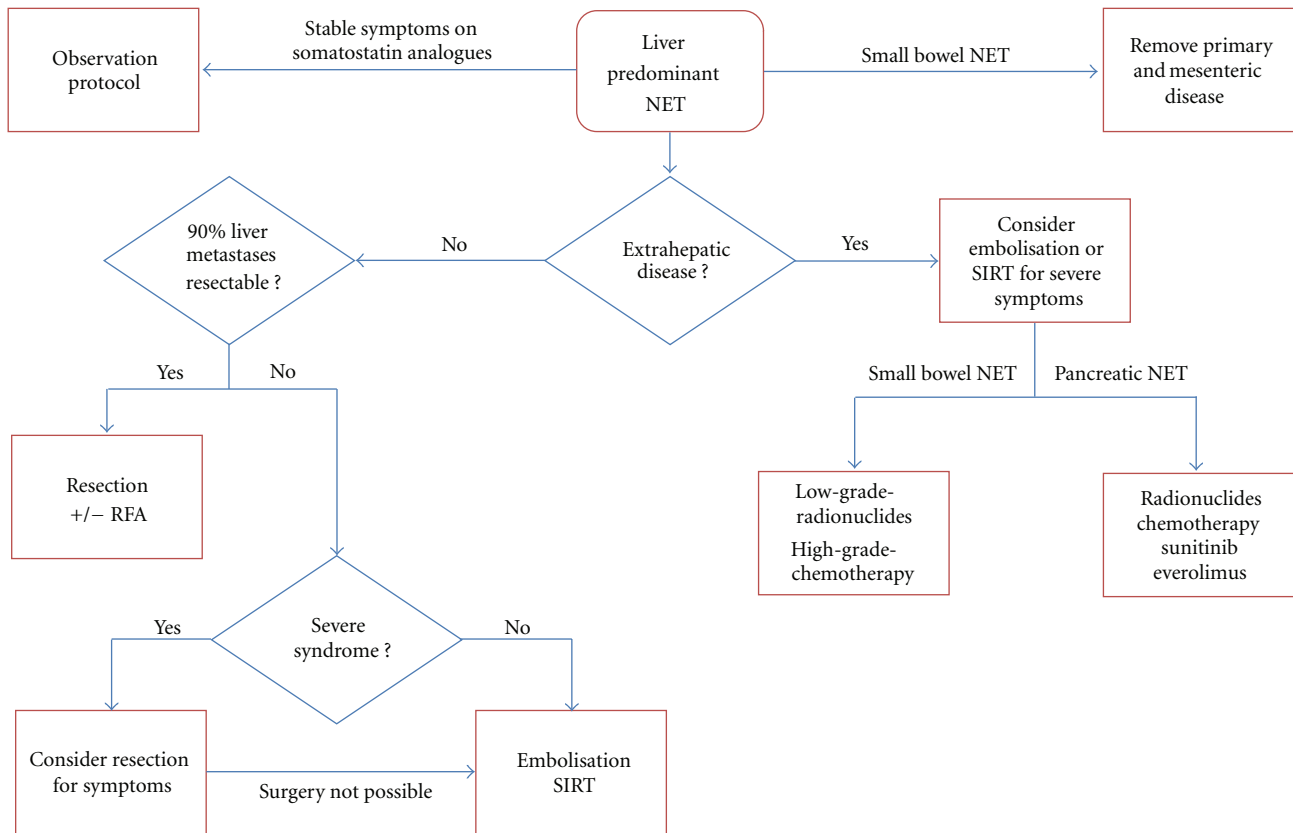 Observation
protocol
Stable symptoms on
somatostatin analogues
Liver
predominant
NET
Small bowel NET
Remove primary
and mesenteric
disease
90% liver
metastases
resectable ?
No
Extrahepatic
disease ?
Yes
Consider
embolisation or
SIRT for severe
symptoms
Yes
No
Small bowel NET
Pancreatic NET
Resection
+/− RFA
Low-grade-
radionuclides
High-grade-
chemotherapy
Radionuclides
chemotherapy
sunitinib
everolimus
Yes
Severe
syndrome ?
No
Consider resection
for symptoms
Surgery not possible
Embolisation
SIRT